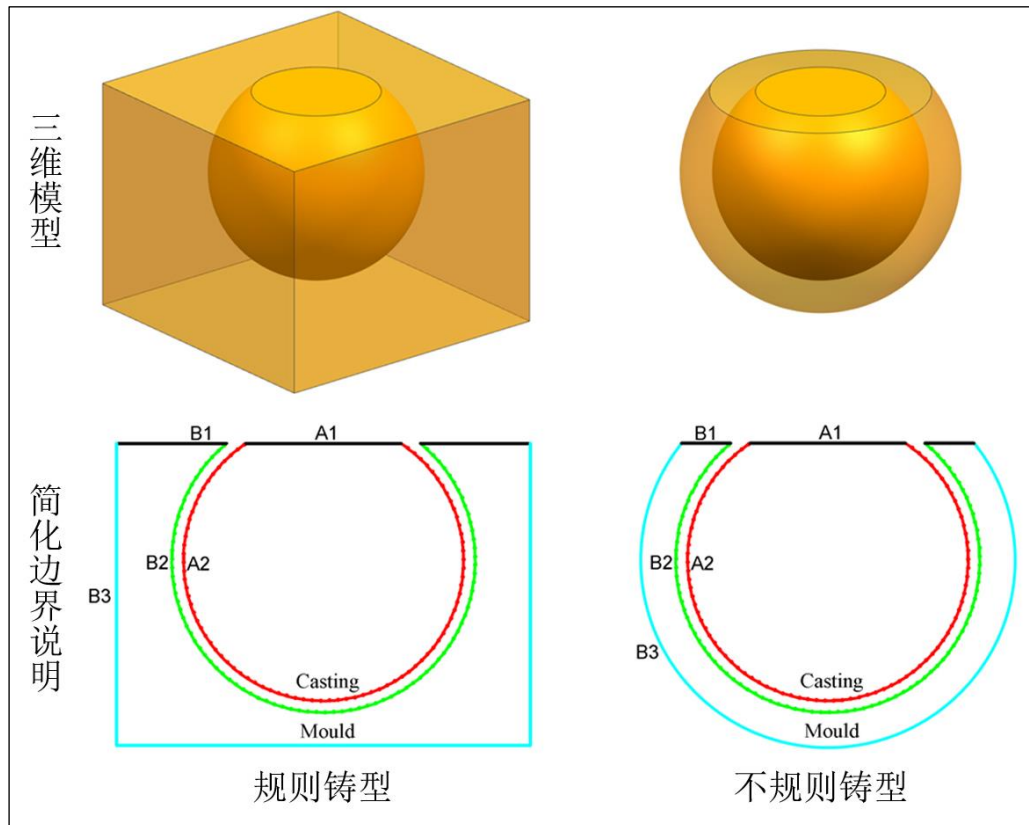 三维模型
B1
A1
B2
A2
B3
Casting
Mould
B1
A1
B2
A2
B3
Casting
Mould
简化边界说明
规则铸型
不规则铸型